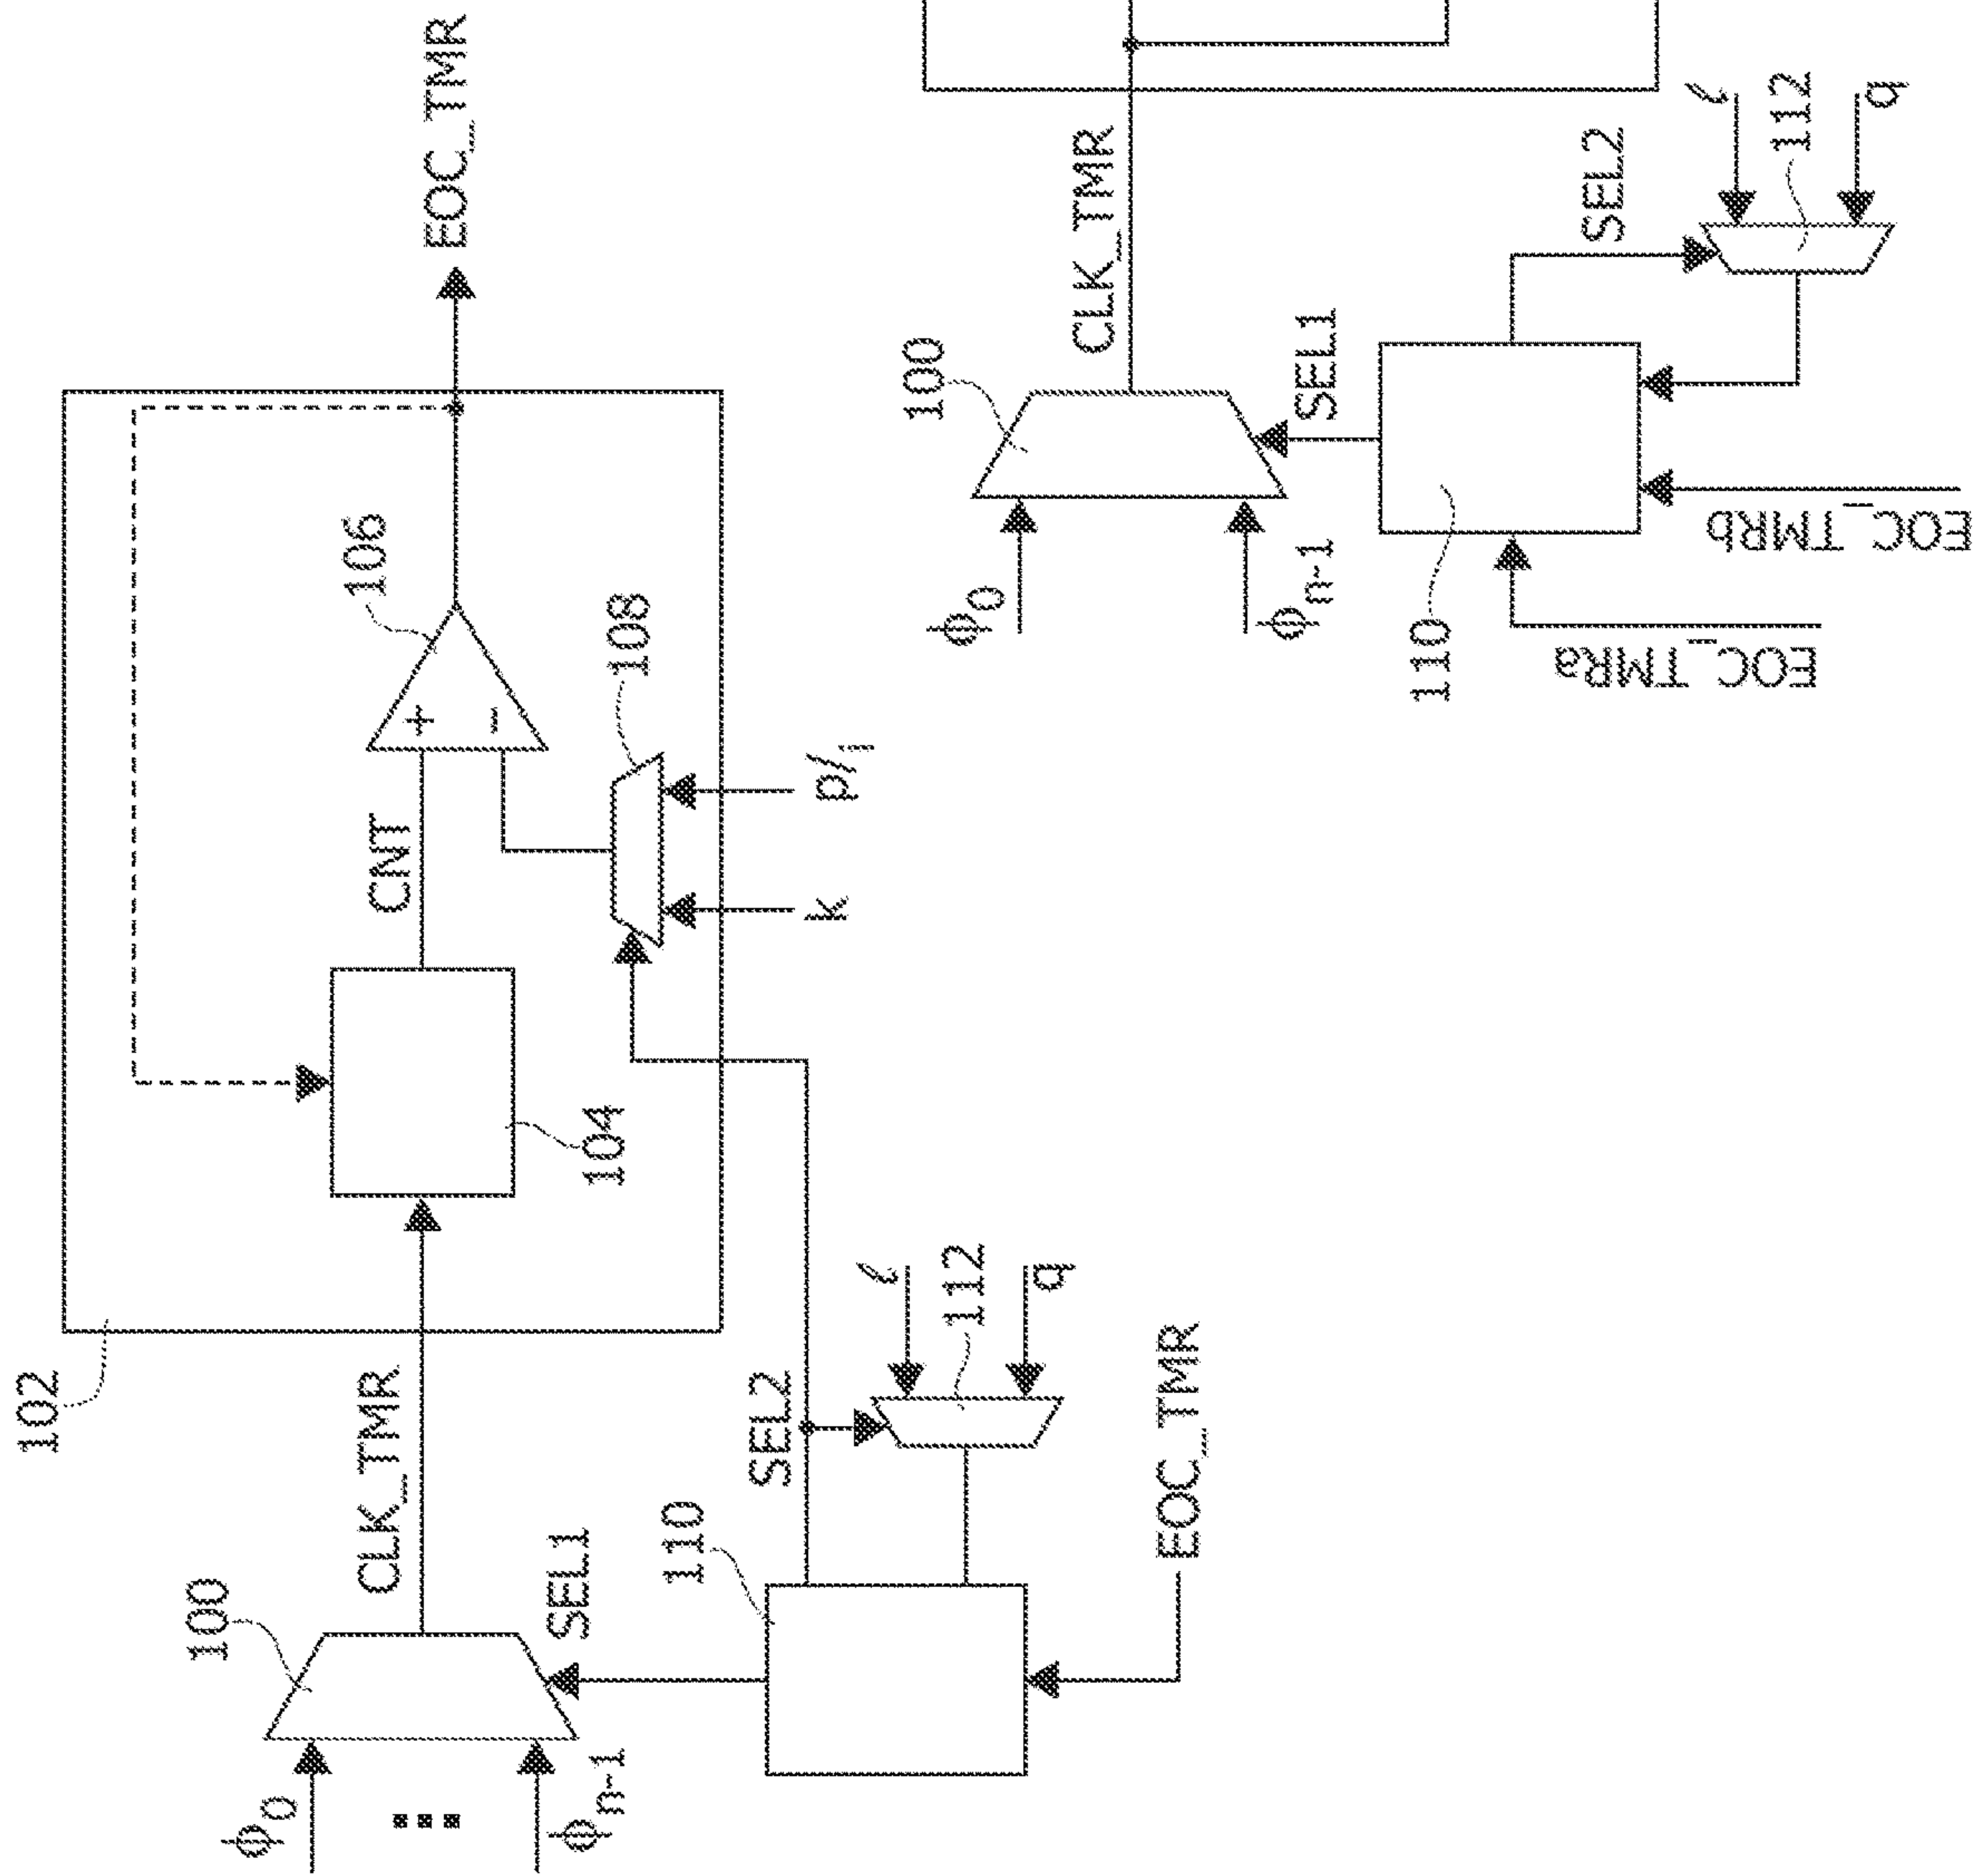 102
104
106
108
CNT
EOC_TMR
CLK_TMR
100
ϕ0
...
ϕn-1
SEL1
110
SEL2
112
ℓ
q
k
p/i
EOC_TMR
100
CLK_TMR
ϕ0
ϕn-1
SEL1
110
SEL2
112
ℓ
q
EOC_TMRa
EOC_TMRb
+
−